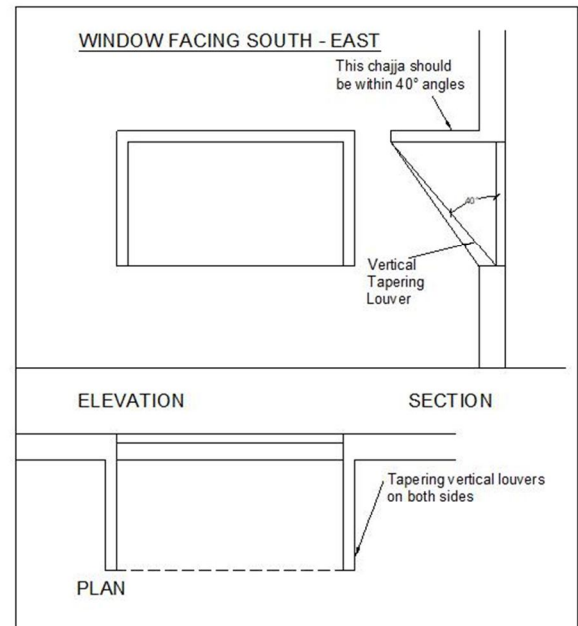 WINDOW FACING SOUTH - EAST
This chajja should
be within 40° angles
40°
Vertical
Tapering
Louver
ELEVATION
SECTION
Tapering vertical louvers
on both sides
PLAN